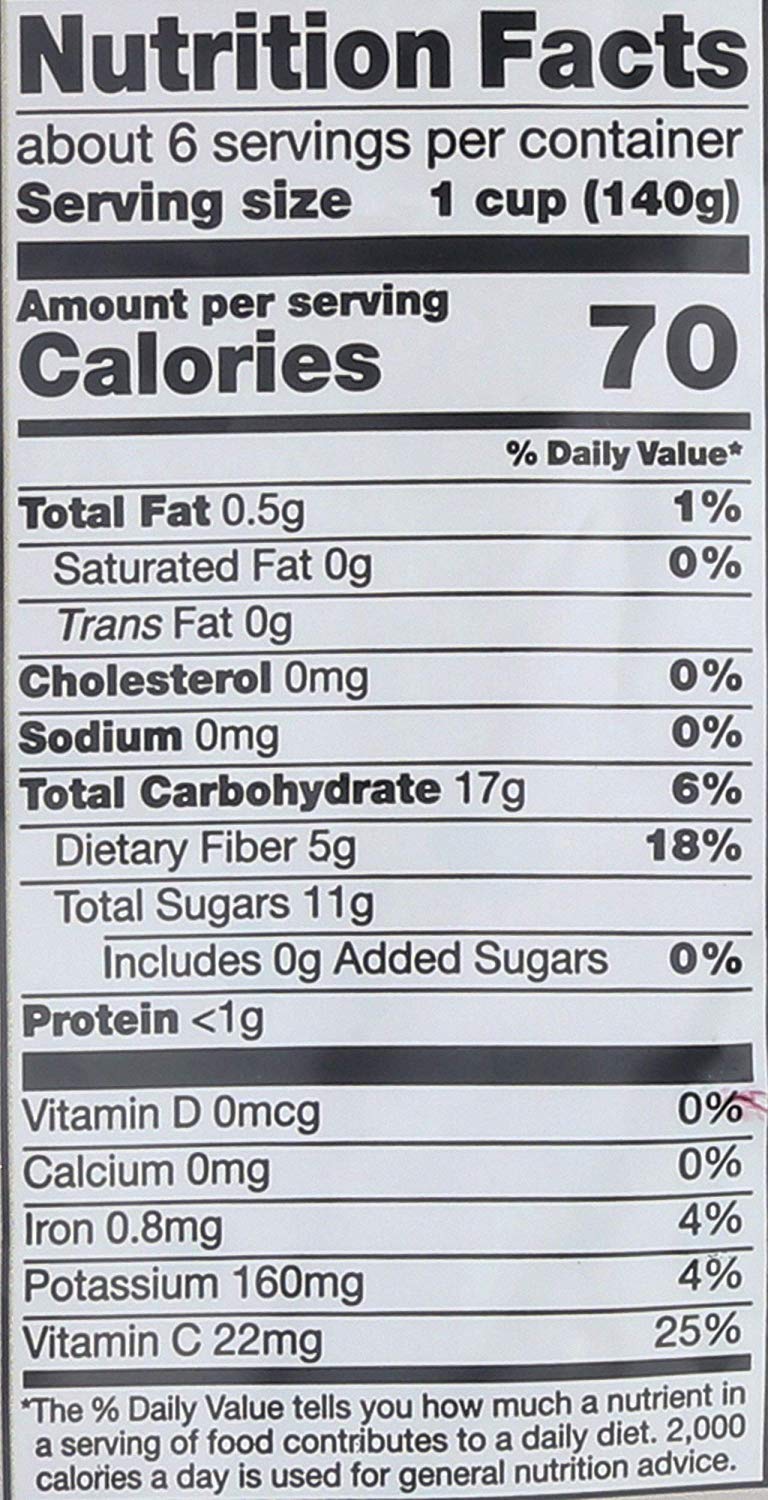 Nutrition Facts
about 6 servings per container
Serving size 1 cup (140g)
Amount per serving
Calories 70
% Daily Value*
Total Fat 0.5g 1%
Saturated Fat 0g 0%
Trans Fat 0g
Cholesterol 0mg 0%
Sodium 0mg 0%
Total Carbohydrate 17g 6%
Dietary Fiber 5g 18%
Total Sugars 11g
Includes 0g Added Sugars 0%
Protein <1g
Vitamin D 0mcg 0%
Calcium 0mg 0%
Iron 0.8mg 4%
Potassium 160mg 4%
Vitamin C 22mg 25%
*The % Daily Value tells you how much a nutrient in
a serving of food contributes to a daily diet. 2,000
calories a day is used for general nutrition advice.